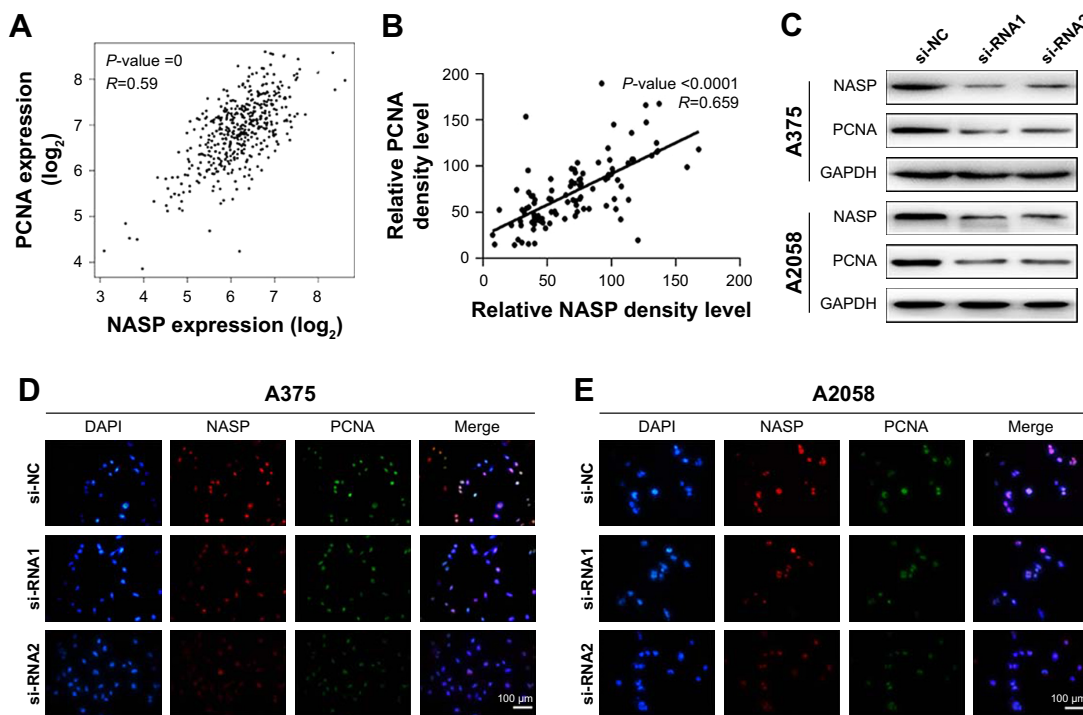 A
P-value =0
R=0.59
PCNA expression
(log2)
8
7
6
5
4
3 4 5 6 7 8
NASP expression (log2)
B
P-value <0.0001
R=0.659
Relative PCNA
density level
200
150
100
50
0
0 50 100 150 200
Relative NASP density level
C
si-NC si-RNA1
A375
NASP
PCNA
GAPDH
A2058
NASP
PCNA
GAPDH
D
A375
DAPI NASP PCNA Merge
si-NC
si-RNA1
si-RNA2
100 µm
E
A2058
DAPI NASP PCNA Merge
si-NC
si-RNA1
si-RNA2
100 µm